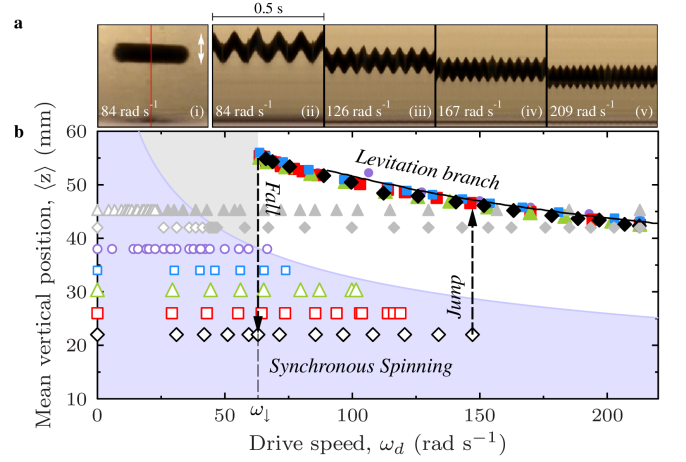 a
0.5 s
84 rad s⁻¹ (i)
84 rad s⁻¹ (ii)
126 rad s⁻¹ (iii)
167 rad s⁻¹ (iv)
209 rad s⁻¹ (v)
b
Mean vertical position, ⟨z⟩ (mm)
60
50
40
30
20
10
Levitation branch
Fall
Jump
Synchronous Spinning
0 50 100 150 200
ω↓
Drive speed, ω_d (rad s⁻¹)